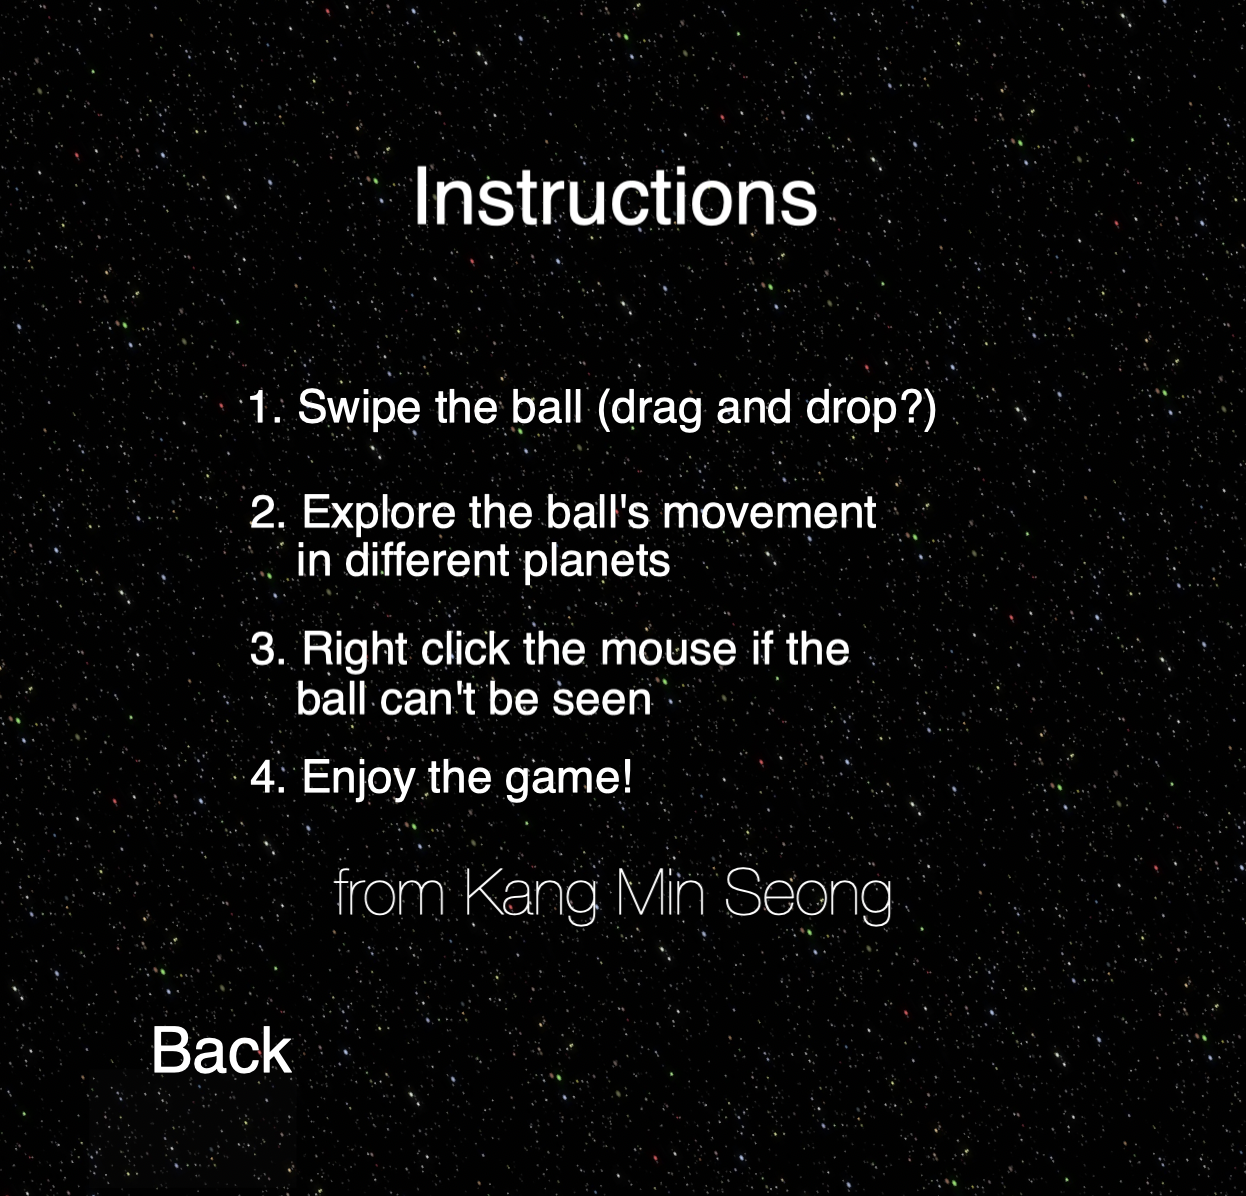 Instructions
1. Swipe the ball (drag and drop?)
2. Explore the ball's movement
in different planets
3. Right click the mouse if the
ball can't be seen
4. Enjoy the game!
from Kang Min Seong
Back